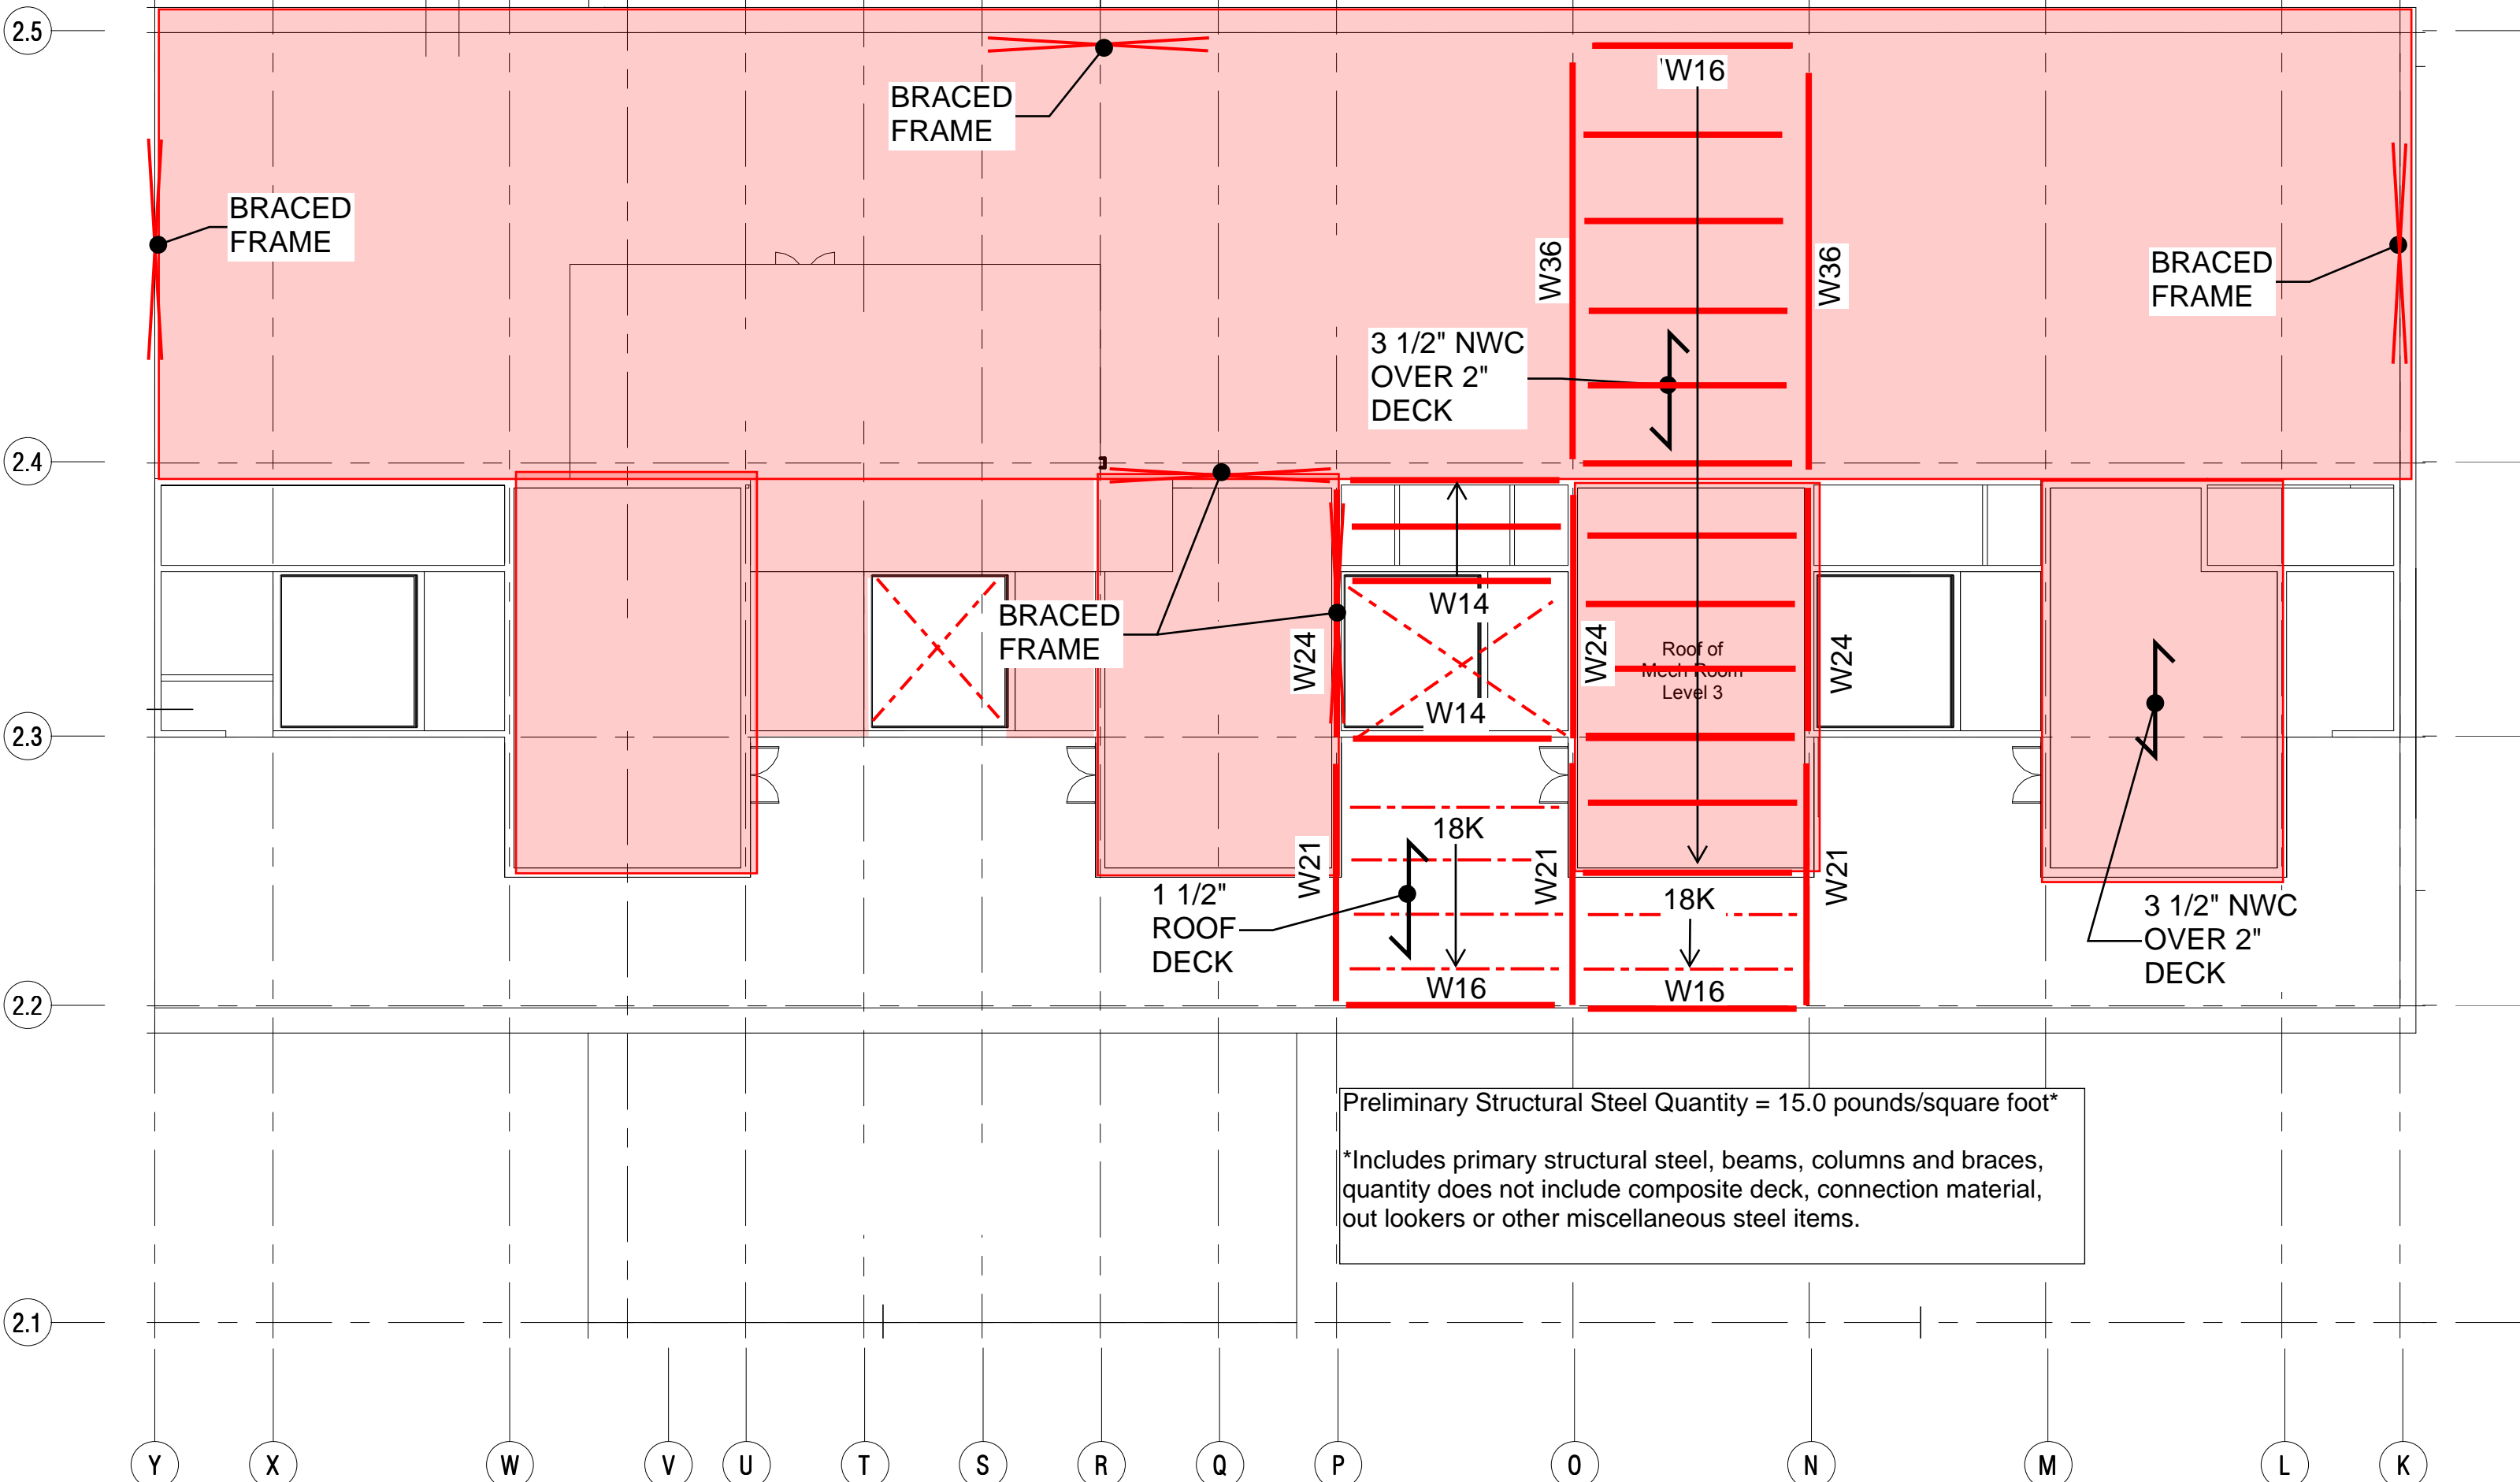 2.5
W16
BRACED
FRAME
BRACED
FRAME
W36
W36
BRACED
FRAME
3 1/2" NWC
OVER 2"
DECK
2.4
W14
BRACED
FRAME
W24
W24
Roof of
Mech Room
Level 3
W24
W14
2.3
18K
W21
W21
W21
1 1/2"
ROOF
DECK
18K
3 1/2" NWC
OVER 2"
DECK
W16
W16
2.2
Preliminary Structural Steel Quantity = 15.0 pounds/square foot*
*Includes primary structural steel, beams, columns and braces,
quantity does not include composite deck, connection material,
out lookers or other miscellaneous steel items.
2.1
Y X W V U T S R Q P O N M L K